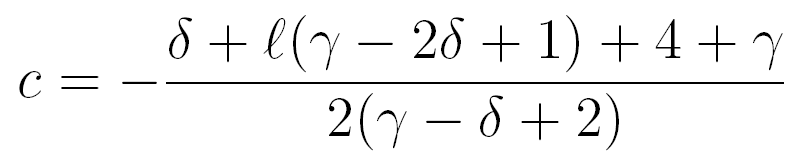 c = -\frac{\delta + \ell(\gamma - 2\delta + 1) + 4 + \gamma}{2(\gamma - \delta + 2)}